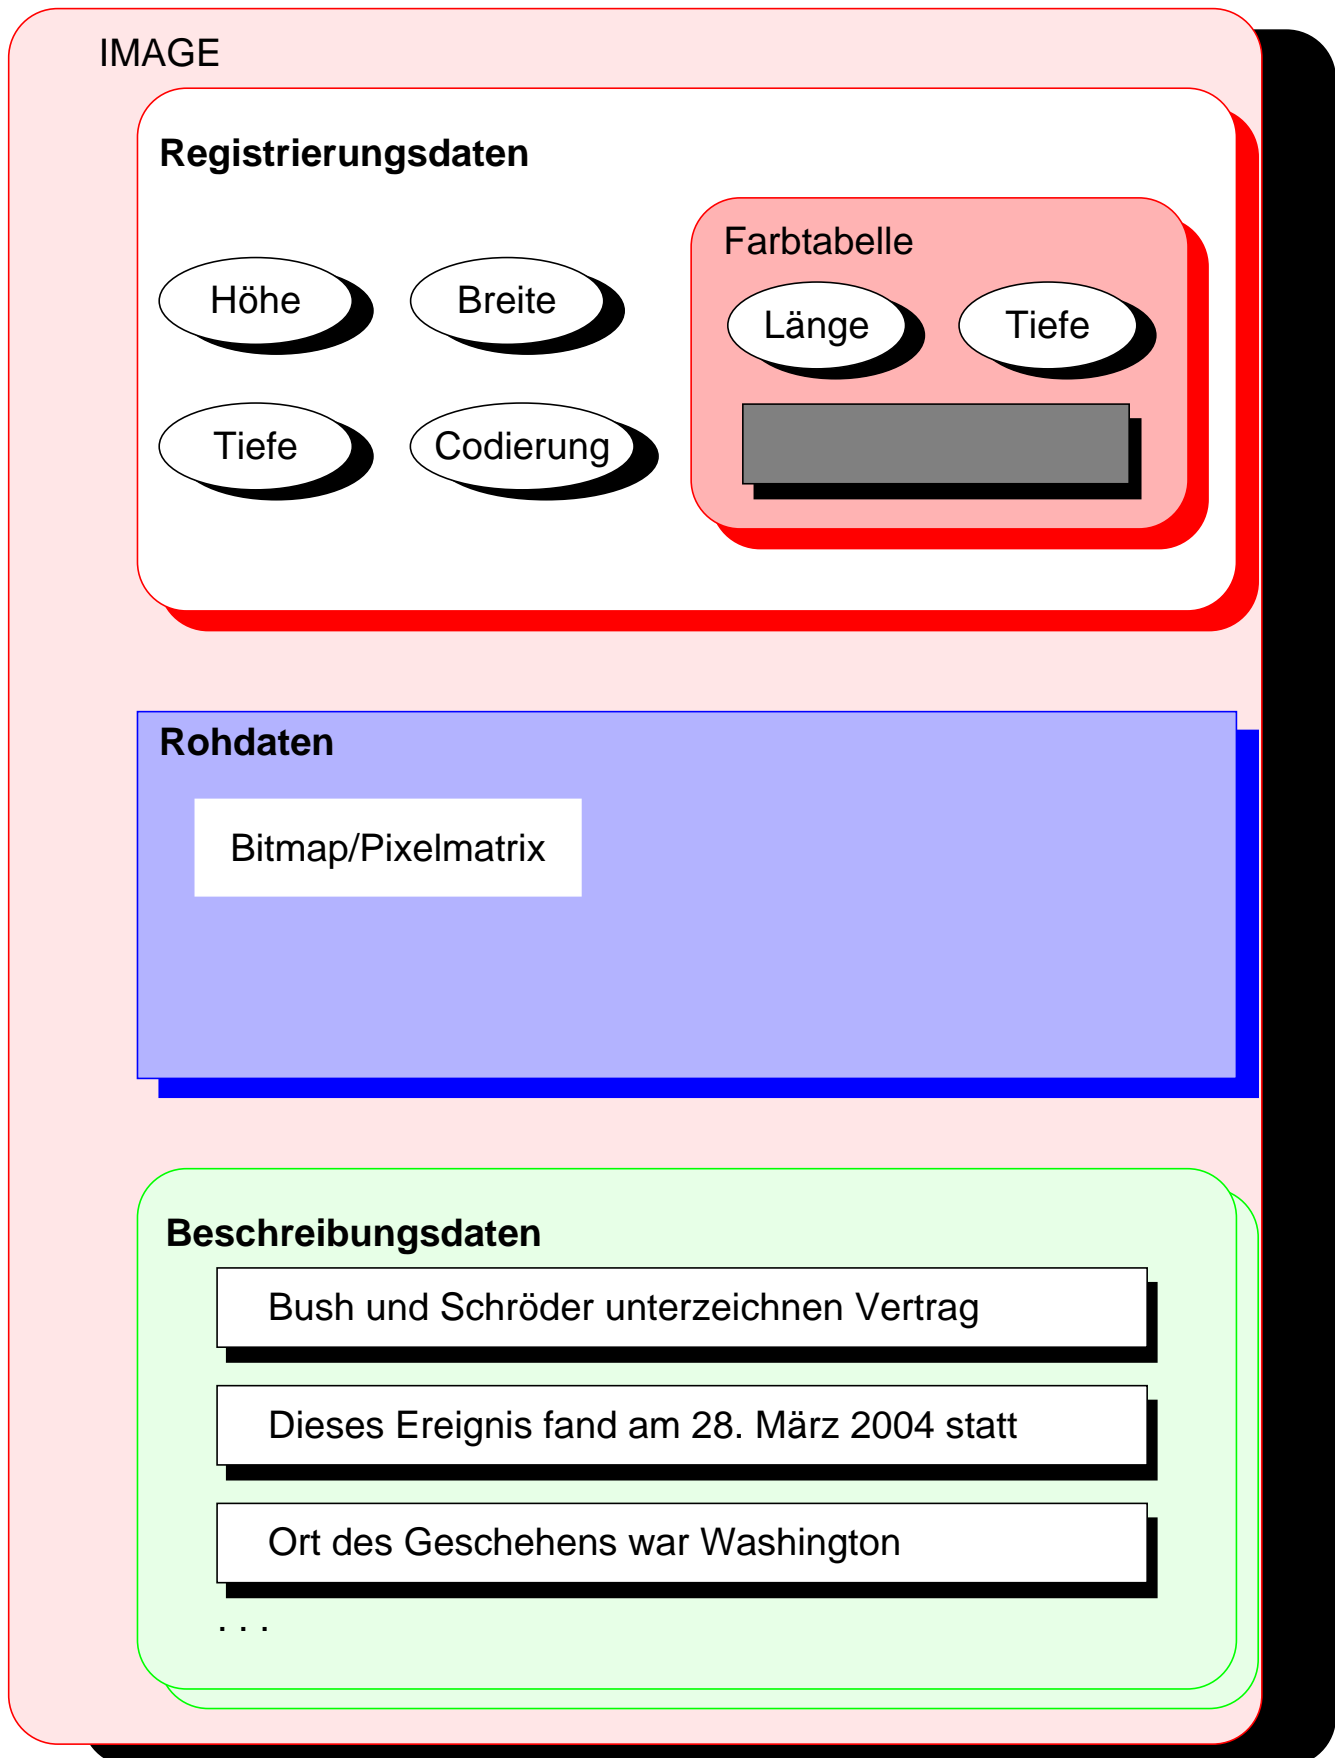 IMAGE
Registrierungsdaten
Farbtabelle
Höhe
Breite
Länge
Tiefe
Tiefe
Codierung
Rohdaten
Bitmap/Pixelmatrix
Beschreibungsdaten
Bush und Schröder unterzeichnen Vertrag
Dieses Ereignis fand am 28. März 2004 statt
Ort des Geschehens war Washington
. . .